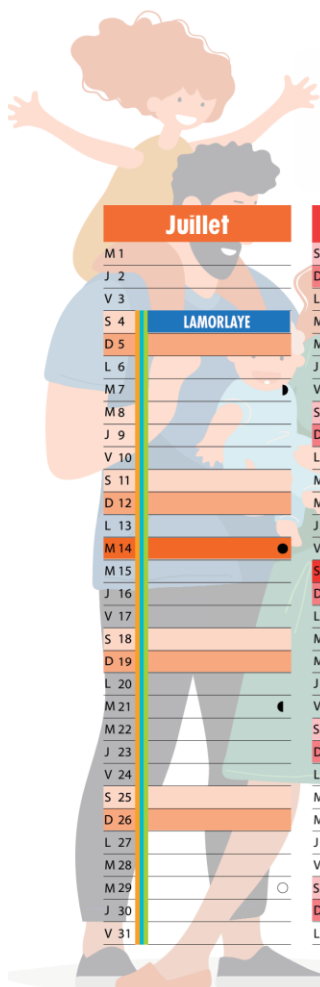 Juillet
M 1
J 2
V 3
S 4 LAMORLAYE
D 5
L 6
M 7
M 8
J 9
V 10
S 11
D 12
L 13
M 14
M 15
J 16
V 17
S 18
D 19
L 20
M 21
M 22
J 23
V 24
S 25
D 26
L 27
M 28
M 29
J 30
V 31
S
D
L
M
M
J
V
S
D
L
M
M
J
V
S
D
L
M
M
J
V
S
D
L
M
M
J
V
S
D
L